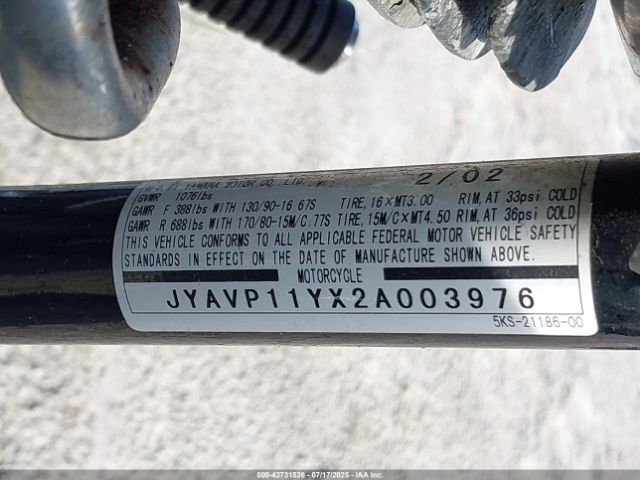 MFD. BY YAMAHA MOTOR CO., LTD. 2/02
GVWR 1076lbs
GAWR F 388lbs WITH 130/90-16 67S TIRE, 16×MT3.00 RIM, AT 33psi COLD
GAWR R 688lbs WITH 170/80-15M/C 77S TIRE, 15M/C×MT4.50 RIM, AT 36psi COLD
THIS VEHICLE CONFORMS TO ALL APPLICABLE FEDERAL MOTOR VEHICLE SAFETY
STANDARDS IN EFFECT ON THE DATE OF MANUFACTURE SHOWN ABOVE.
MOTORCYCLE
JYAVP11YX2A003976
5KS-21186-00
000-42731526 07/17/2025 IAA Inc.